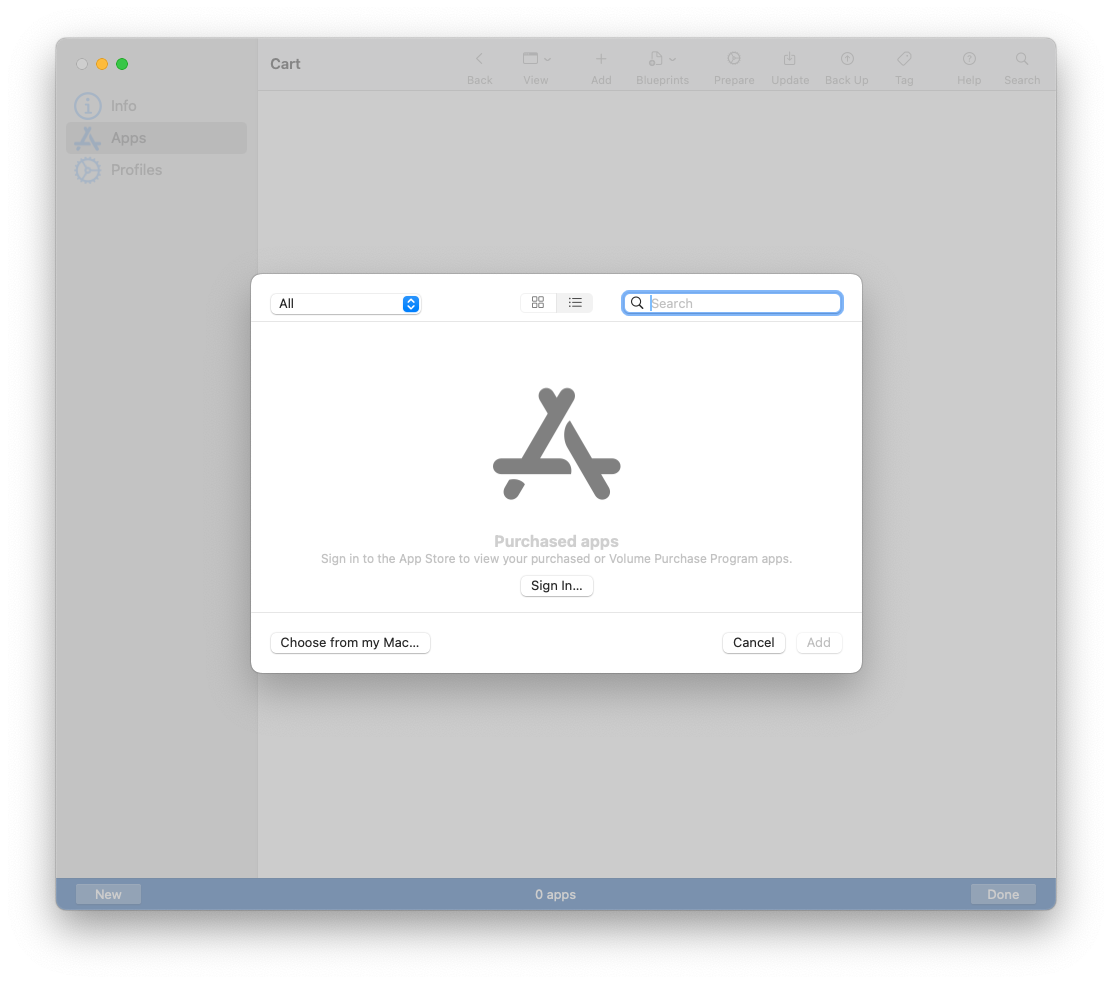 Cart
Back
View
Add
Blueprints
Prepare
Update
Back Up
Tag
Help
Search
Info
Apps
Profiles
All
Search
Purchased apps
Sign in to the App Store to view your purchased or Volume Purchase Program apps.
Sign In...
Choose from my Mac...
Cancel
Add
New
0 apps
Done